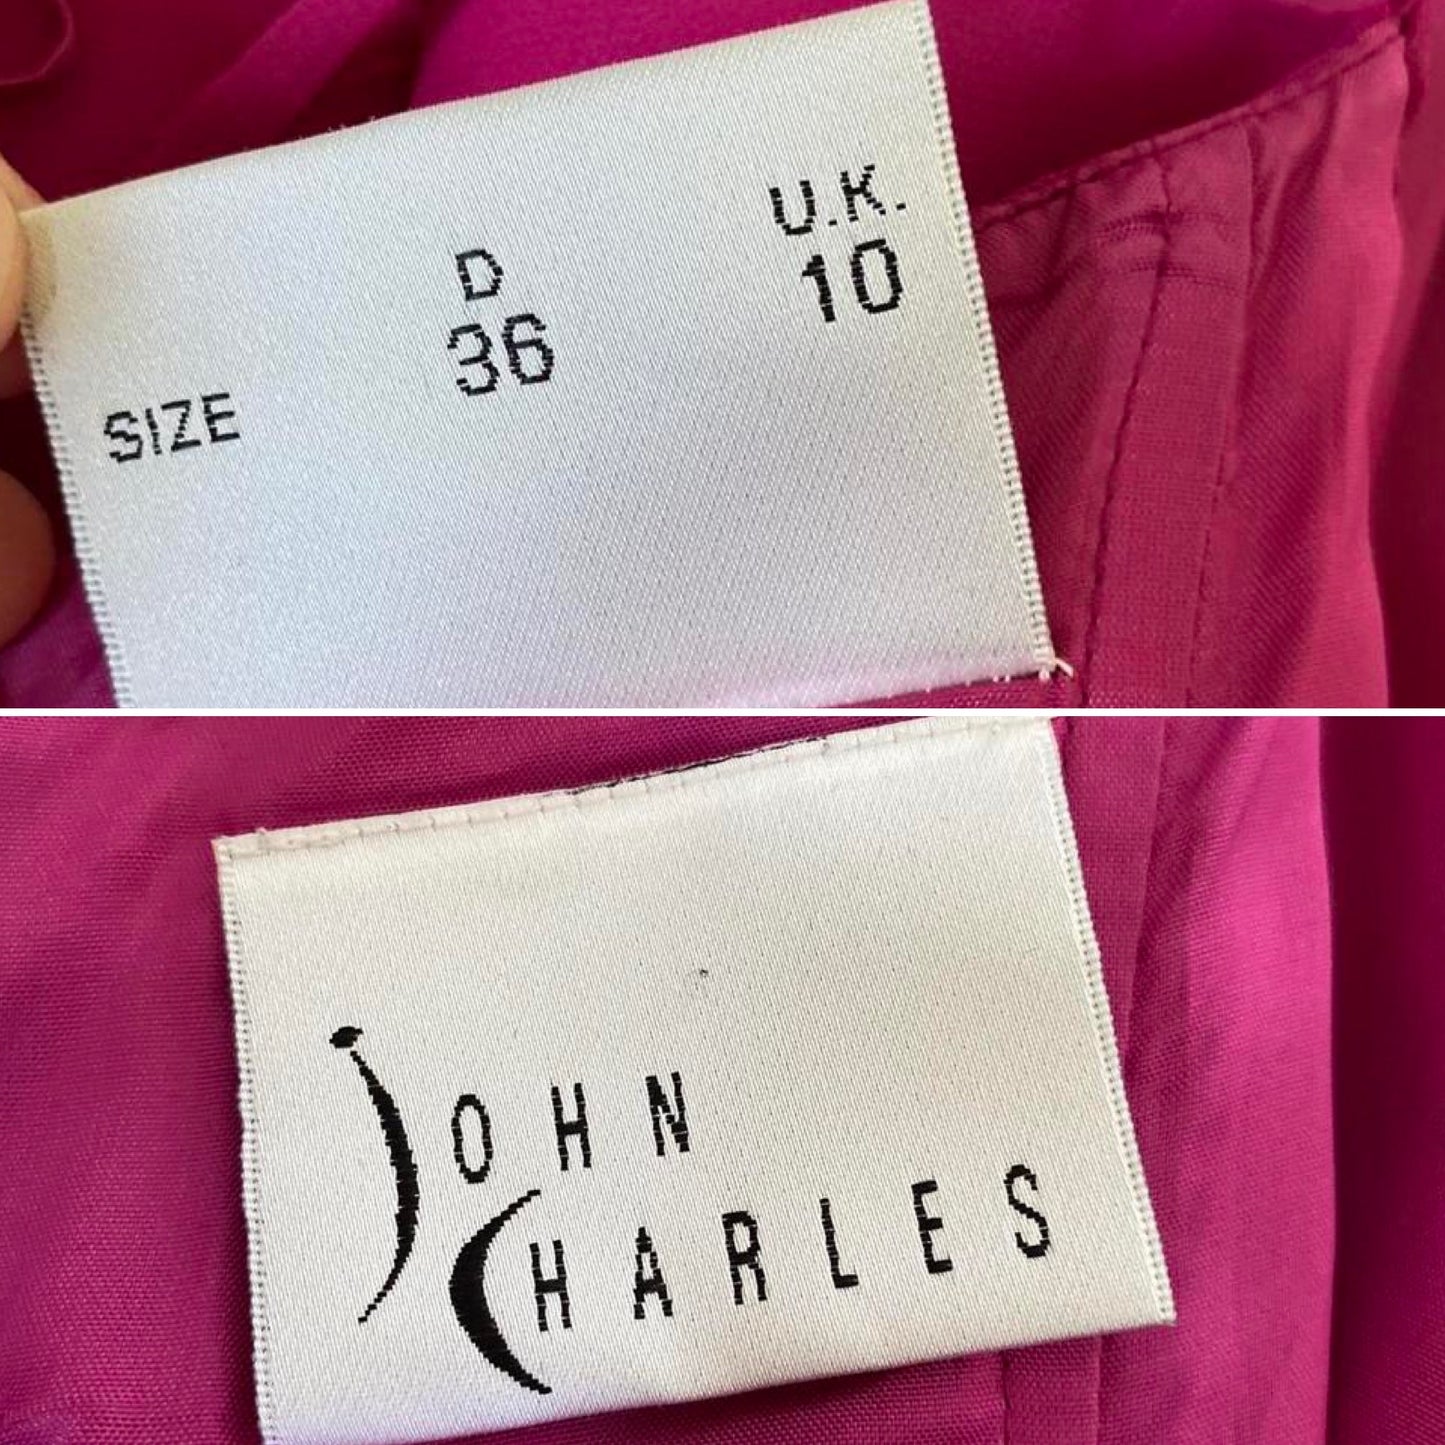 D U.K.
SIZE 36 10
JOHN
CHARLES